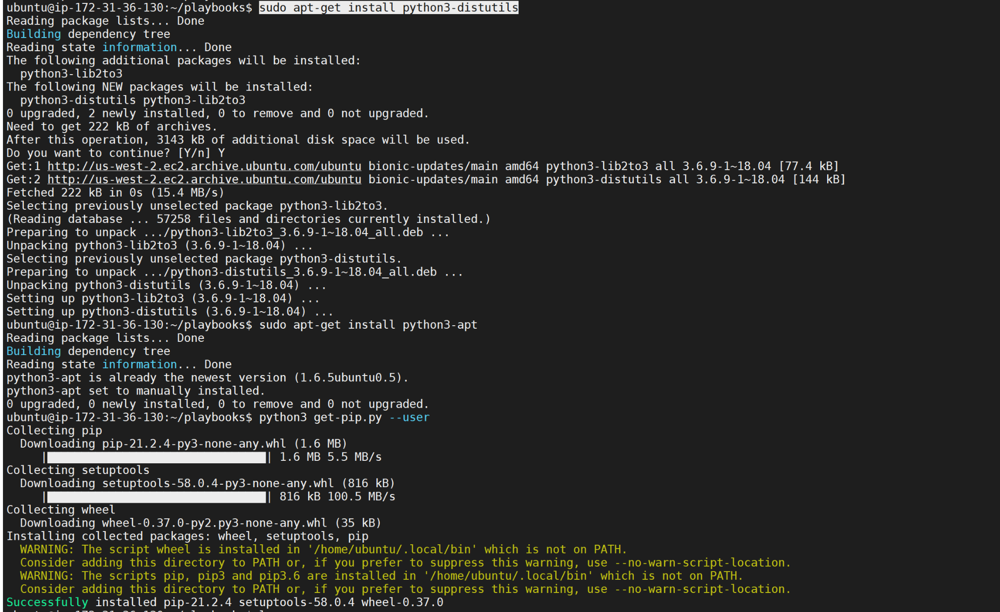 ubuntu@ip-172-31-36-130:~/playbooks$ sudo apt-get install python3-distutils
Reading package lists... Done
Building dependency tree
Reading state information... Done
The following additional packages will be installed:
  python3-lib2to3
The following NEW packages will be installed:
  python3-distutils python3-lib2to3
0 upgraded, 2 newly installed, 0 to remove and 0 not upgraded.
Need to get 222 kB of archives.
After this operation, 3143 kB of additional disk space will be used.
Do you want to continue? [Y/n] Y
Get:1 http://us-west-2.ec2.archive.ubuntu.com/ubuntu bionic-updates/main amd64 python3-lib2to3 all 3.6.9-1~18.04 [77.4 kB]
Get:2 http://us-west-2.ec2.archive.ubuntu.com/ubuntu bionic-updates/main amd64 python3-distutils all 3.6.9-1~18.04 [144 kB]
Fetched 222 kB in 0s (15.4 MB/s)
Selecting previously unselected package python3-lib2to3.
(Reading database ... 57258 files and directories currently installed.)
Preparing to unpack .../python3-lib2to3_3.6.9-1~18.04_all.deb ...
Unpacking python3-lib2to3 (3.6.9-1~18.04) ...
Selecting previously unselected package python3-distutils.
Preparing to unpack .../python3-distutils_3.6.9-1~18.04_all.deb ...
Unpacking python3-distutils (3.6.9-1~18.04) ...
Setting up python3-lib2to3 (3.6.9-1~18.04) ...
Setting up python3-distutils (3.6.9-1~18.04) ...
ubuntu@ip-172-31-36-130:~/playbooks$ sudo apt-get install python3-apt
Reading package lists... Done
Building dependency tree
Reading state information... Done
python3-apt is already the newest version (1.6.5ubuntu0.5).
python3-apt set to manually installed.
0 upgraded, 0 newly installed, 0 to remove and 0 not upgraded.
ubuntu@ip-172-31-36-130:~/playbooks$ python3 get-pip.py --user
Collecting pip
  Downloading pip-21.2.4-py3-none-any.whl (1.6 MB)
     || 1.6 MB 5.5 MB/s
Collecting setuptools
  Downloading setuptools-58.0.4-py3-none-any.whl (816 kB)
     || 816 kB 100.5 MB/s
Collecting wheel
  Downloading wheel-0.37.0-py2.py3-none-any.whl (35 kB)
Installing collected packages: wheel, setuptools, pip
  WARNING: The script wheel is installed in '/home/ubuntu/.local/bin' which is not on PATH.
  Consider adding this directory to PATH or, if you prefer to suppress this warning, use --no-warn-script-location.
  WARNING: The scripts pip, pip3 and pip3.6 are installed in '/home/ubuntu/.local/bin' which is not on PATH.
  Consider adding this directory to PATH or, if you prefer to suppress this warning, use --no-warn-script-location.
Successfully installed pip-21.2.4 setuptools-58.0.4 wheel-0.37.0